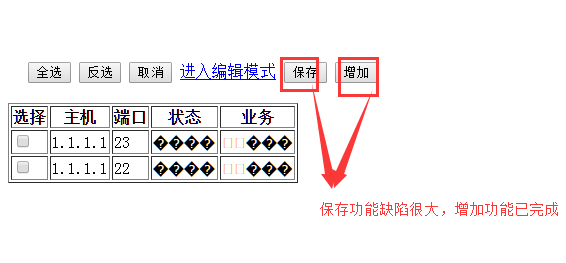 全选 反选 取消 进入编辑模式 保存 增加
选择 主机 端口 状态 业务
1.1.1.1 23 ���� □□���
1.1.1.1 22 ���� □□���
保存功能缺陷很大，增加功能已完成